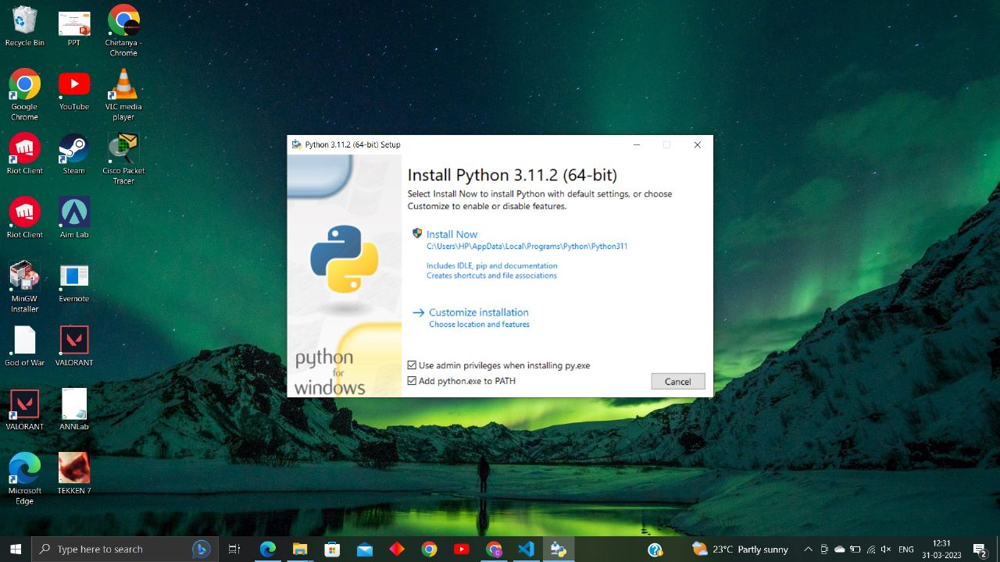 Recycle Bin
PPT
Chetanya -
Chrome
Google
Chrome
YouTube
VLC media
player
Riot Client
Steam
Cisco Packet
Tracer
Riot Client
Aim Lab
MinGW
Installer
Evernote
God of War
VALORANT
VALORANT
ANNLab
Microsoft
Edge
TEKKEN 7
Python 3.11.2 (64-bit) Setup
Install Python 3.11.2 (64-bit)
Select Install Now to install Python with default settings, or choose
Customize to enable or disable features.
Install Now
C:\Users\HP\AppData\Local\Programs\Python\Python311
Includes IDLE, pip and documentation
Creates shortcuts and file associations
Customize installation
Choose location and features
Use admin privileges when installing py.exe
Add python.exe to PATH
Cancel
python
for
windows
Type here to search
23°C Partly sunny
ENG
12:31
31-03-2023
2